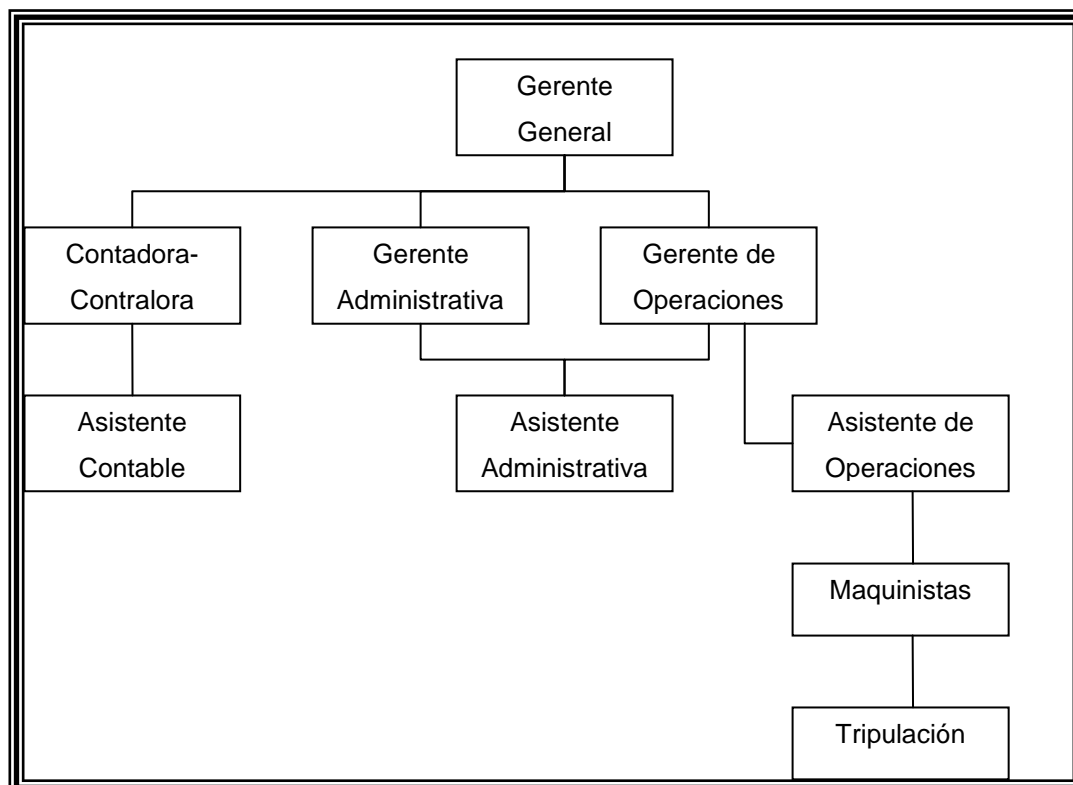 Gerente
General
Contadora-
Contralora
Gerente
Administrativa
Gerente de
Operaciones
Asistente
Contable
Asistente
Administrativa
Asistente de
Operaciones
Maquinistas
Tripulación